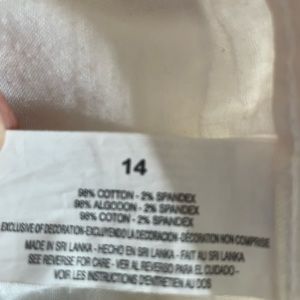 14
98% COTTON - 2% SPANDEX
98% ALGODON - 2% SPANDEX
98% COTON - 2% SPANDEX
EXCLUSIVE OF DECORATION-EXCLUYENDO LA DECORACION-DÉCORATION NON COMPRISE
MADE IN SRI LANKA - HECHO EN SRI LANKA - FAIT AU SRI LANKA
SEE REVERSE FOR CARE - VER AL REVERSO PARA EL CUIDADO -
VOIR LES INSTRUCTIONS D'ENTRETIEN AU DOS